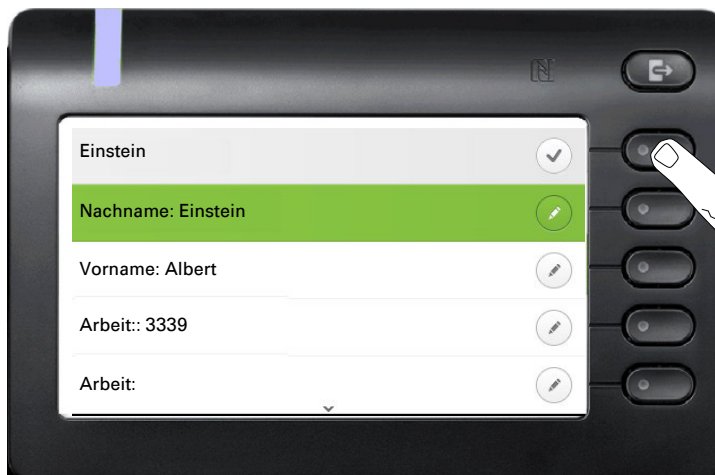 Einstein
Nachname: Einstein
Vorname: Albert
Arbeit:: 3339
Arbeit: